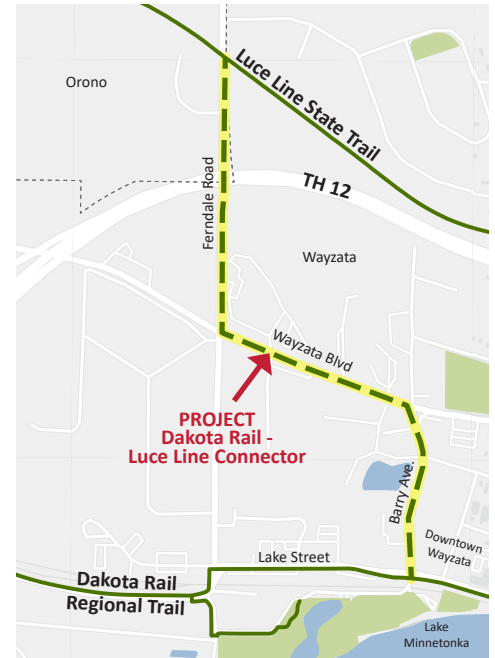 Orono
Luce Line State Trail
TH 12
Ferndale Road
Wayzata
Wayzata Blvd
PROJECT
Dakota Rail -
Luce Line Connector
Barry Ave.
Downtown
Wayzata
Lake Street
Dakota Rail
Regional Trail
Lake
Minnetonka